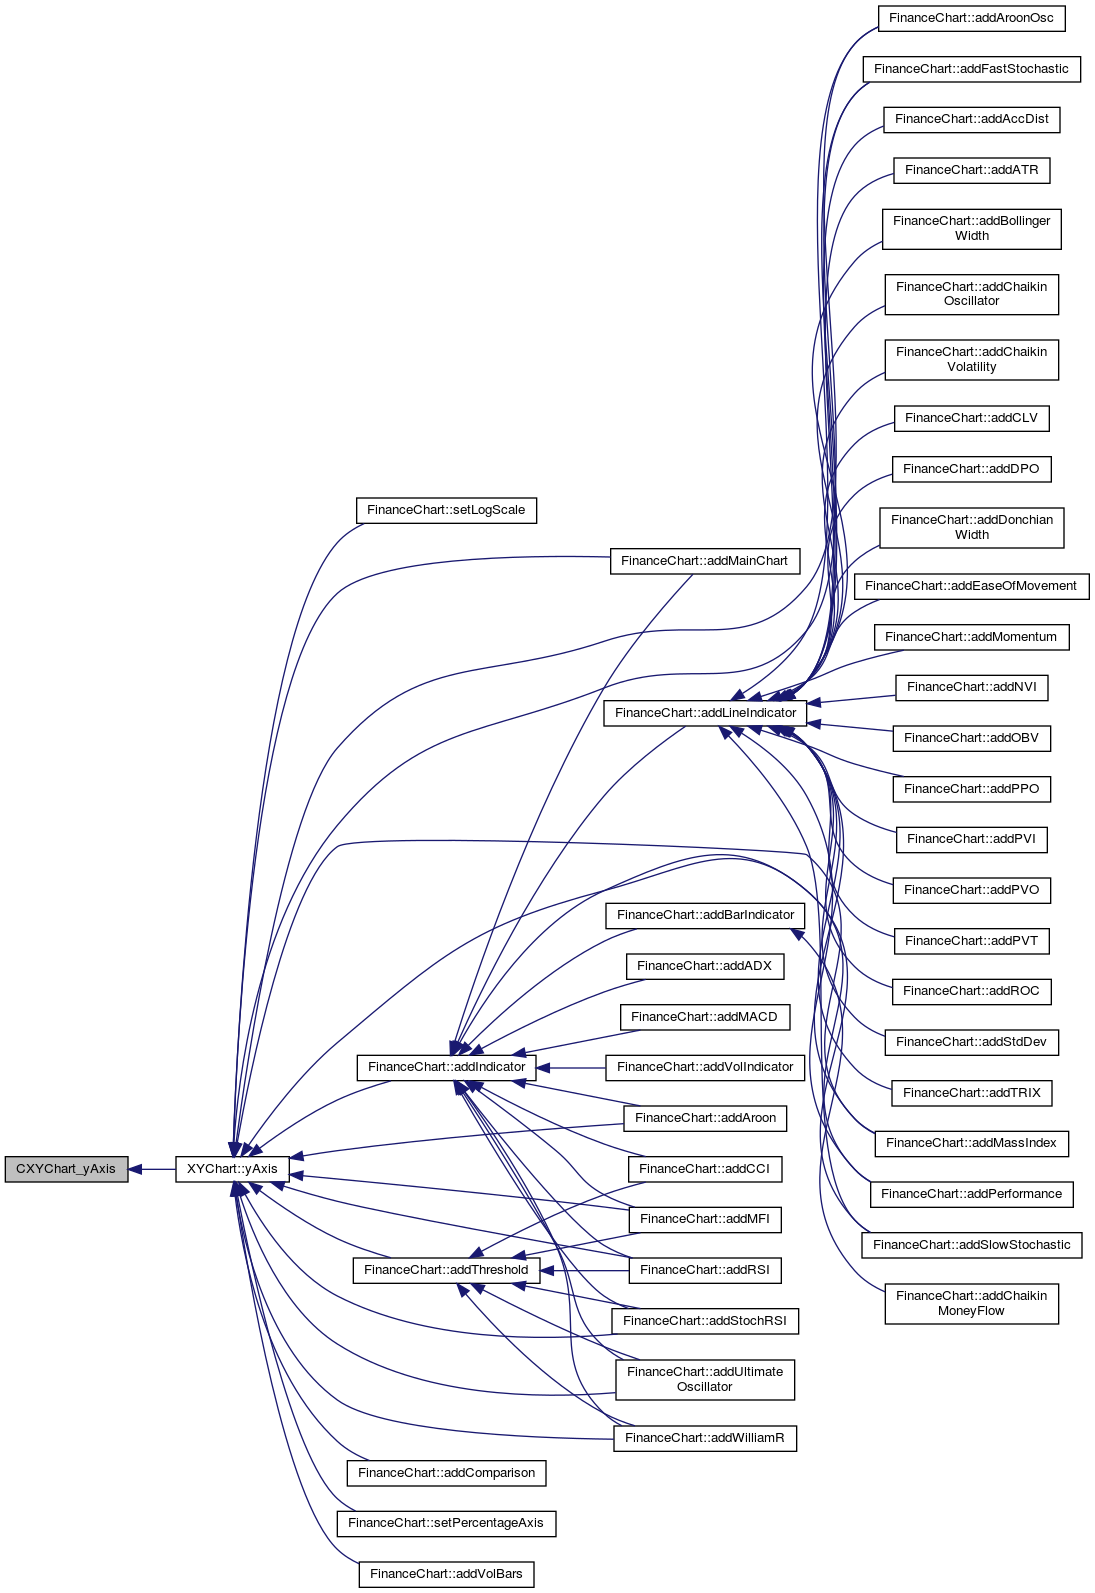 CXYChart_yAxis
XYChart::yAxis
FinanceChart::setLogScale
FinanceChart::addIndicator
FinanceChart::addThreshold
FinanceChart::addComparison
FinanceChart::setPercentageAxis
FinanceChart::addVolBars
FinanceChart::addMainChart
FinanceChart::addLineIndicator
FinanceChart::addBarIndicator
FinanceChart::addADX
FinanceChart::addMACD
FinanceChart::addVolIndicator
FinanceChart::addAroon
FinanceChart::addCCI
FinanceChart::addMFI
FinanceChart::addRSI
FinanceChart::addStochRSI
FinanceChart::addUltimate
Oscillator
FinanceChart::addWilliamR
FinanceChart::addAroonOsc
FinanceChart::addFastStochastic
FinanceChart::addAccDist
FinanceChart::addATR
FinanceChart::addBollinger
Width
FinanceChart::addChaikin
Oscillator
FinanceChart::addChaikin
Volatility
FinanceChart::addCLV
FinanceChart::addDPO
FinanceChart::addDonchian
Width
FinanceChart::addEaseOfMovement
FinanceChart::addMomentum
FinanceChart::addNVI
FinanceChart::addOBV
FinanceChart::addPPO
FinanceChart::addPVI
FinanceChart::addPVO
FinanceChart::addPVT
FinanceChart::addROC
FinanceChart::addStdDev
FinanceChart::addTRIX
FinanceChart::addMassIndex
FinanceChart::addPerformance
FinanceChart::addSlowStochastic
FinanceChart::addChaikin
MoneyFlow